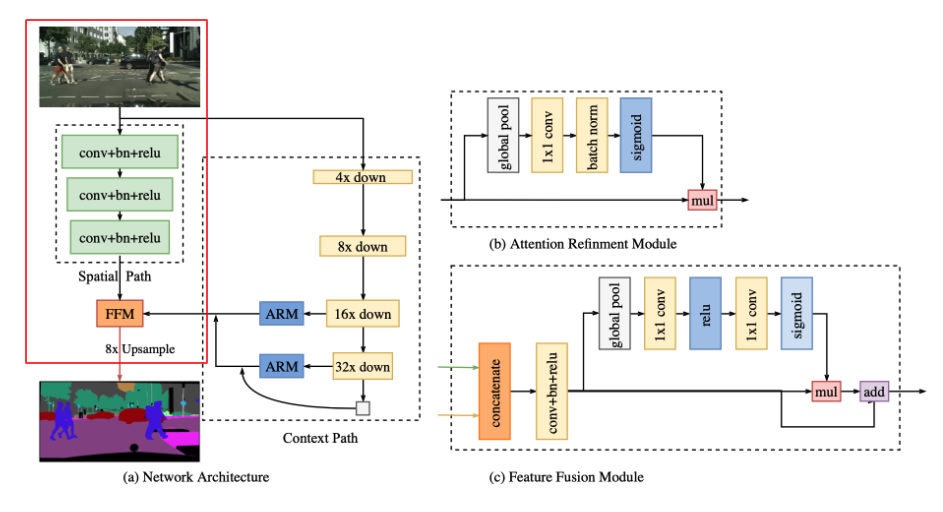 conv+bn+relu
conv+bn+relu
conv+bn+relu
Spatial Path
FFM
8x Upsample
4x down
8x down
ARM
16x down
ARM
32x down
Context Path
(a) Network Architecture
global pool
1x1 conv
batch norm
sigmoid
mul
(b) Attention Refinment Module
concatenate
conv+bn+relu
global pool
1x1 conv
relu
1x1 conv
sigmoid
mul
add
(c) Feature Fusion Module